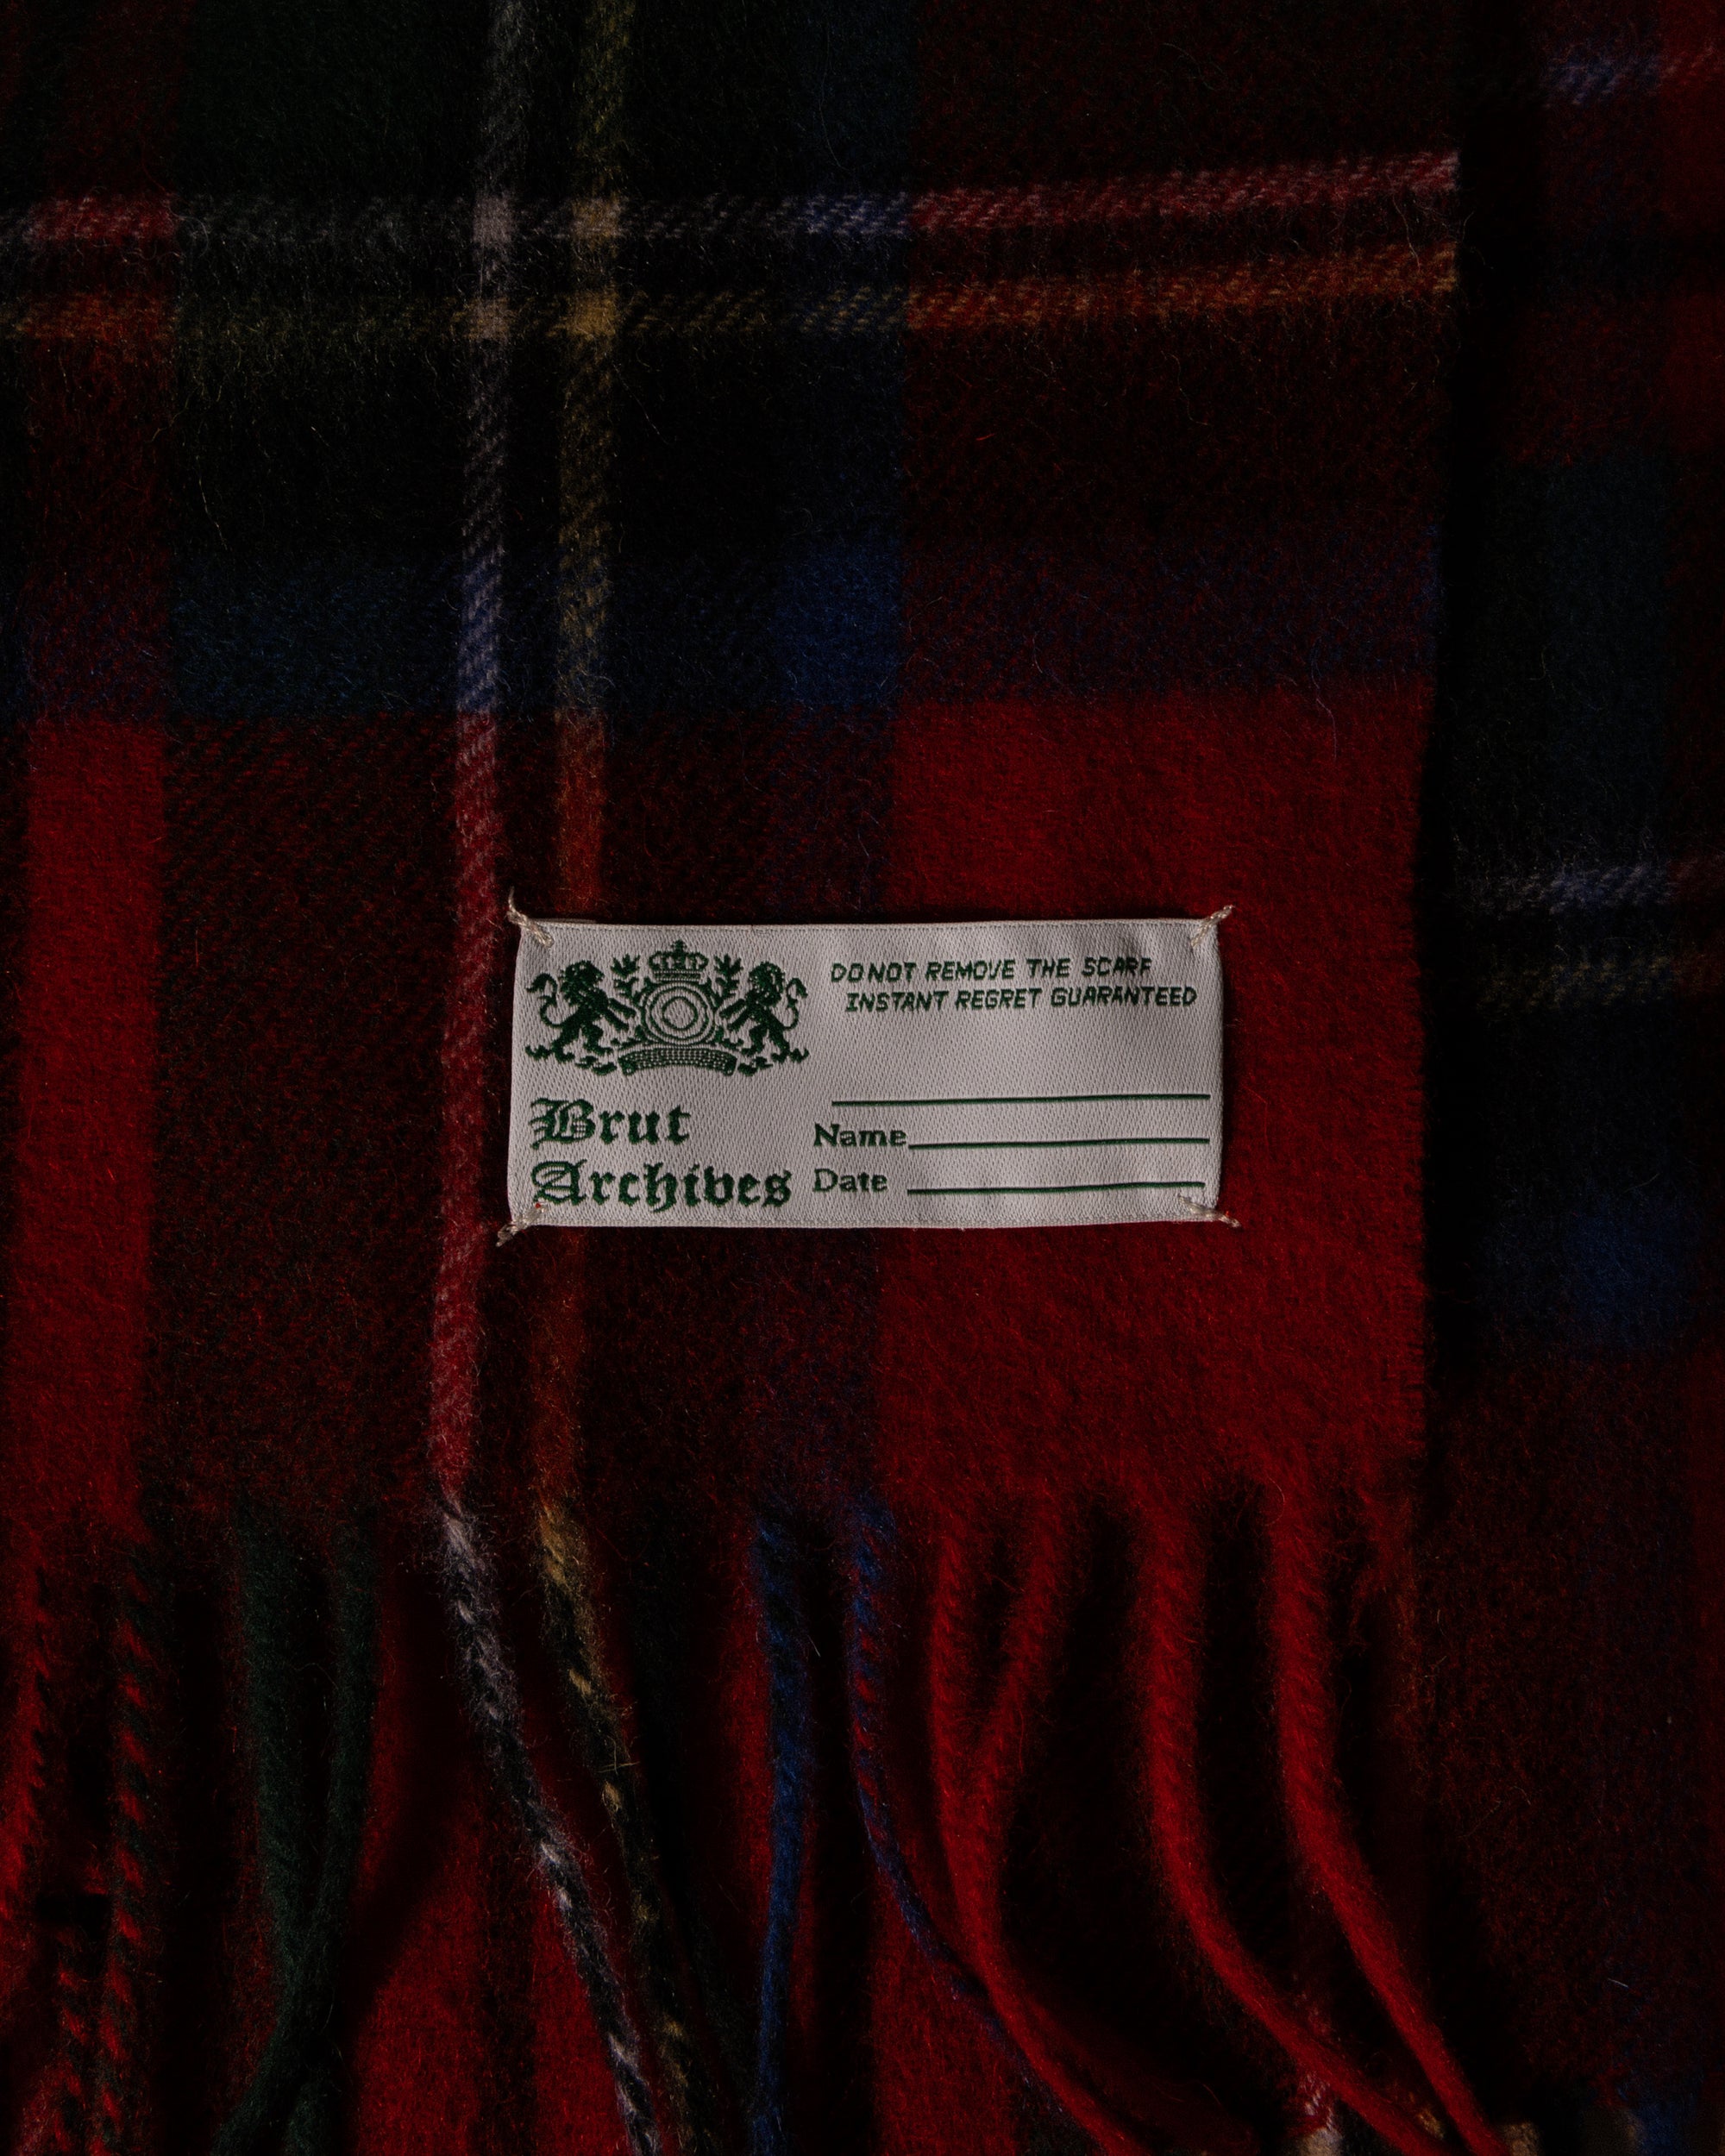 DO NOT REMOVE THE SCARF
INSTANT REGRET GUARANTEED
Brut
Archives
Name
Date